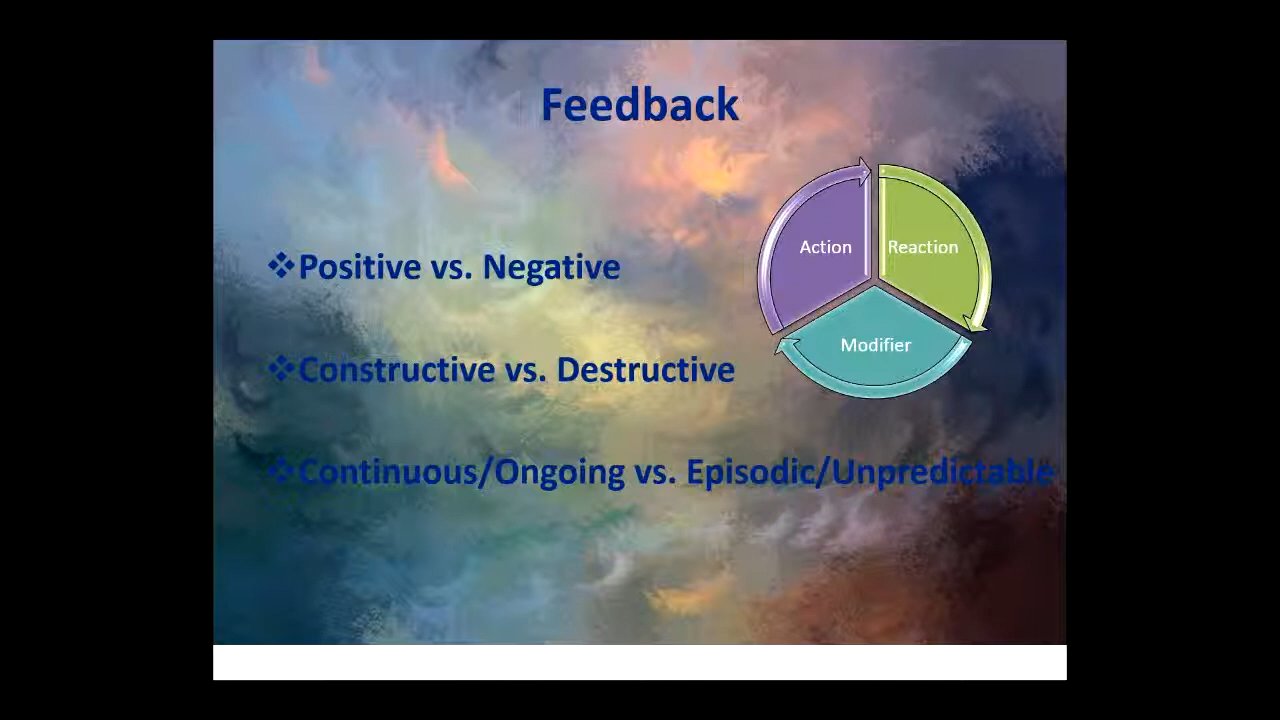 Feedback
❖Positive vs. Negative
❖Constructive vs. Destructive
❖Continuous/Ongoing vs. Episodic/Unpredictable
Action
Reaction
Modifier